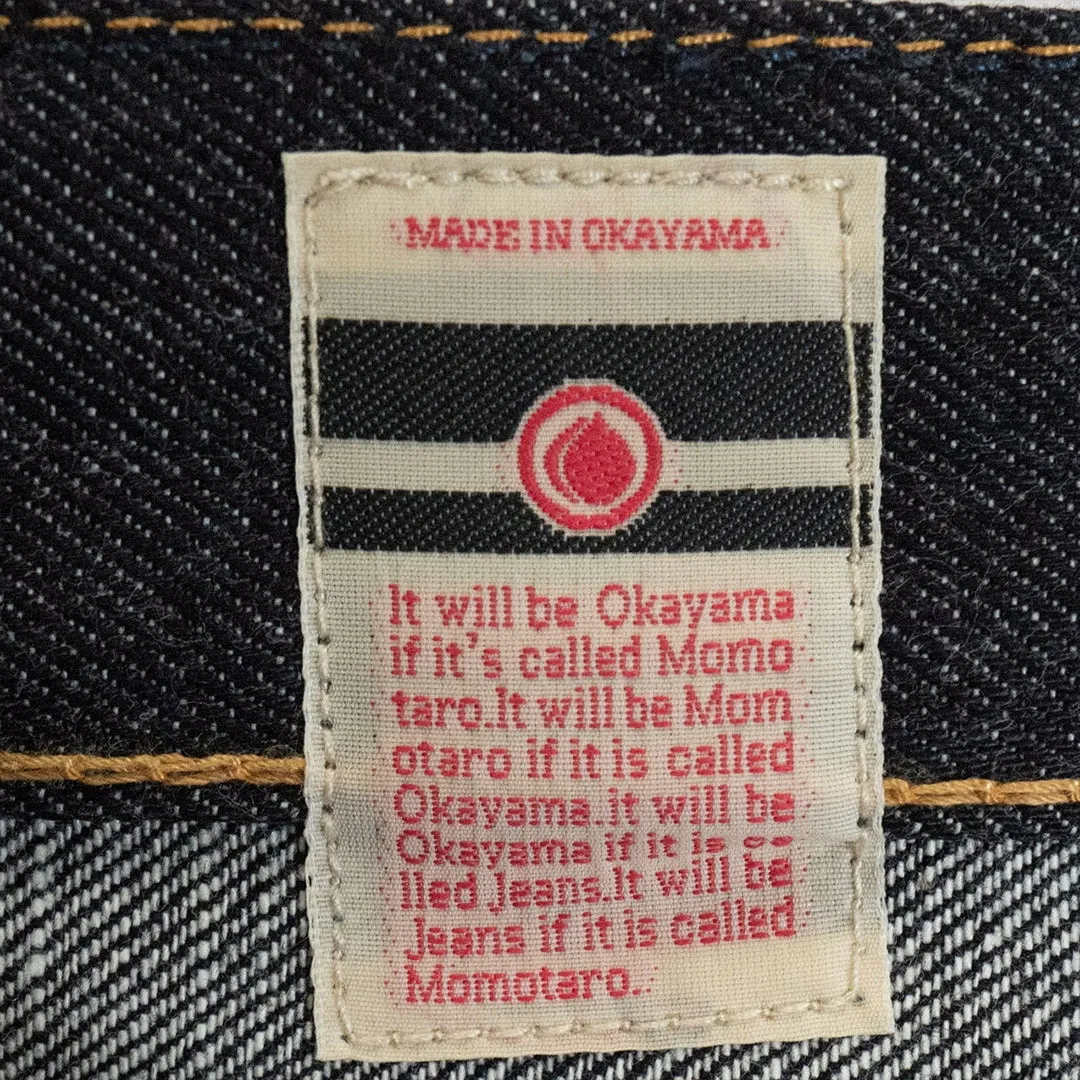 MADE IN OKAYAMA
It will be Okayama
if it's called Momo
taro.It will be Mom
otaro if it is called
Okayama.it will be
Okayama if it is ca
lled Jeans.It will be
Jeans if it is called
Momotaro.